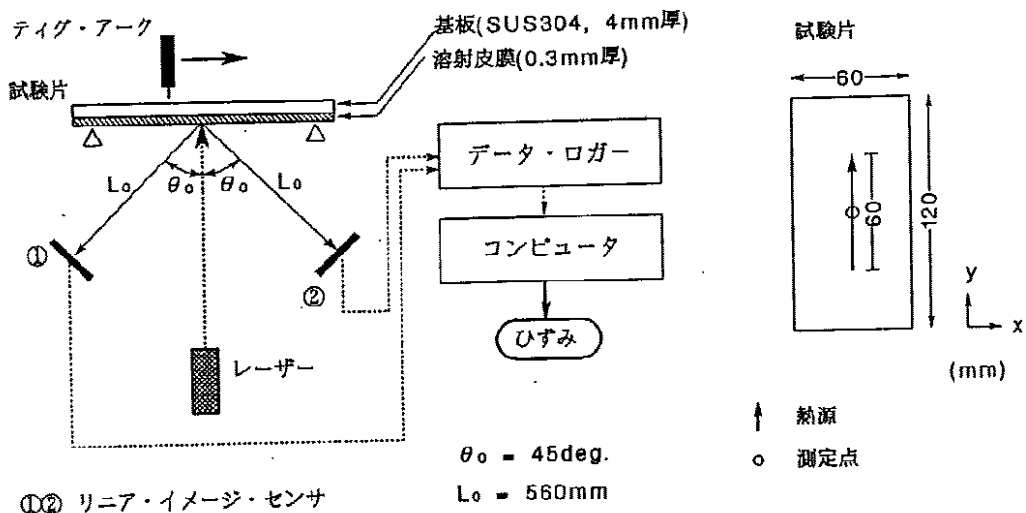 ティグ・アーク
試験片
基板(SUS304, 4mm厚)
溶射皮膜(0.3mm厚)
L₀
θ₀
θ₀
L₀
①
②
レーザー
データ・ロガー
コンピュータ
ひずみ
θ₀ = 45deg.
L₀ = 560mm
①② リニア・イメージ・センサ
試験片
60
60
120
y
x
(mm)
熱源
測定点